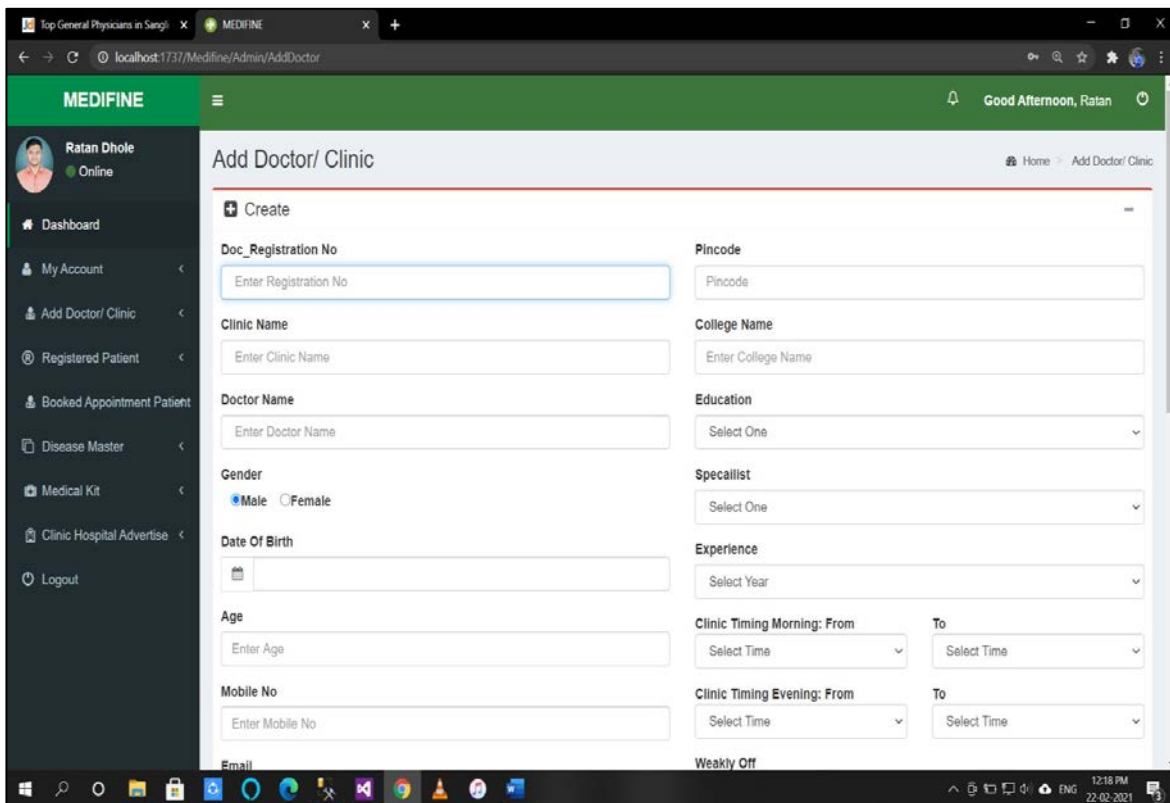 Top General Physicians in Sangli
MEDIFINE
localhost:1737/Medifine/Admin/AddDoctor
MEDIFINE
Good Afternoon, Ratan
Ratan Dhole
Online
Dashboard
My Account
Add Doctor/ Clinic
Registered Patient
Booked Appointment Patient
Disease Master
Medical Kit
Clinic Hospital Advertise
Logout
Add Doctor/ Clinic
Home > Add Doctor/ Clinic
Create
Doc_Registration No
Enter Registration No
Clinic Name
Enter Clinic Name
Doctor Name
Enter Doctor Name
Gender
Male Female
Date Of Birth
Age
Enter Age
Mobile No
Enter Mobile No
Email
Pincode
Pincode
College Name
Enter College Name
Education
Select One
Specailist
Select One
Experience
Select Year
Clinic Timing Morning: From To
Select Time Select Time
Clinic Timing Evening: From To
Select Time Select Time
Weakly Off
ENG
12:18 PM
22-02-2021